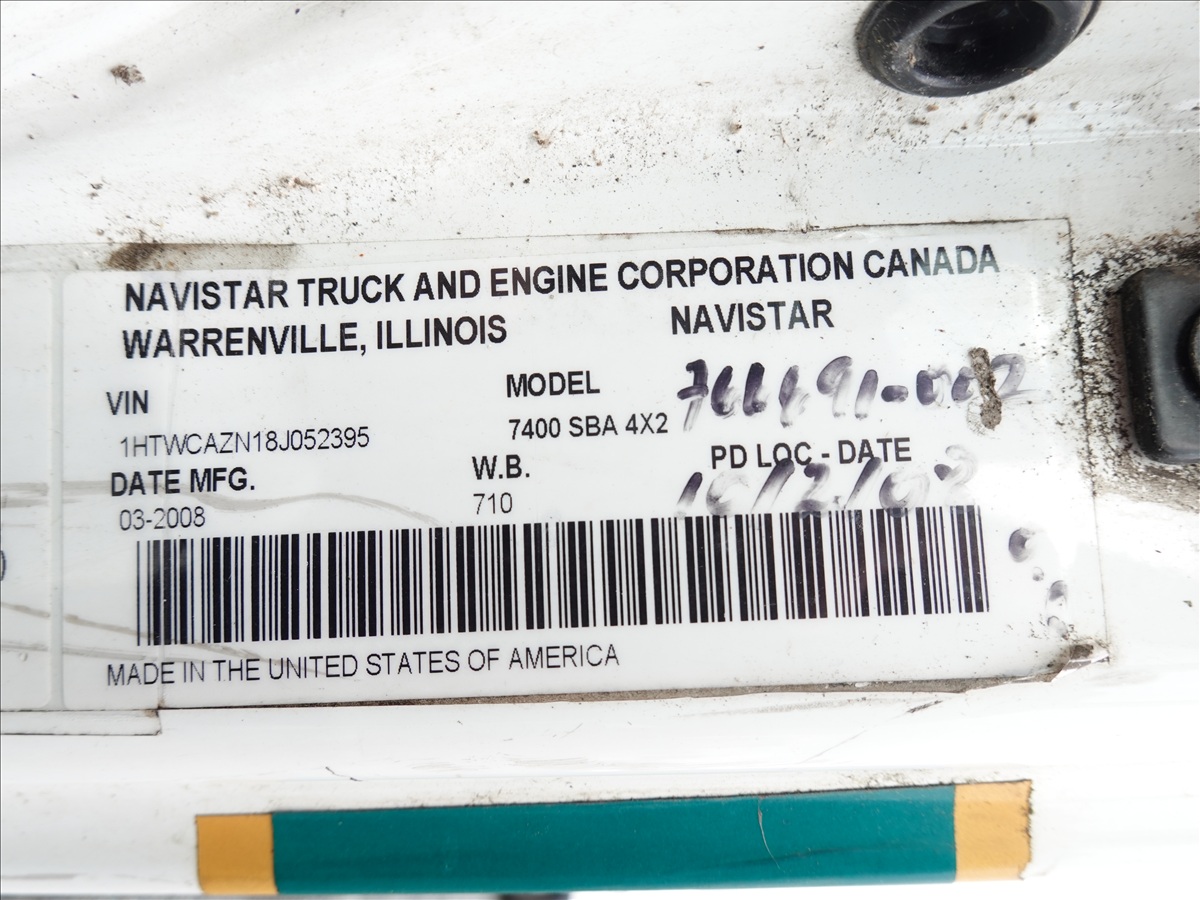 NAVISTAR TRUCK AND ENGINE CORPORATION CANADA
WARRENVILLE, ILLINOIS NAVISTAR
VIN MODEL
1HTWCAZN18J052395 7400 SBA 4X2
DATE MFG. W.B. PD LOC - DATE
03-2008 710
MADE IN THE UNITED STATES OF AMERICA